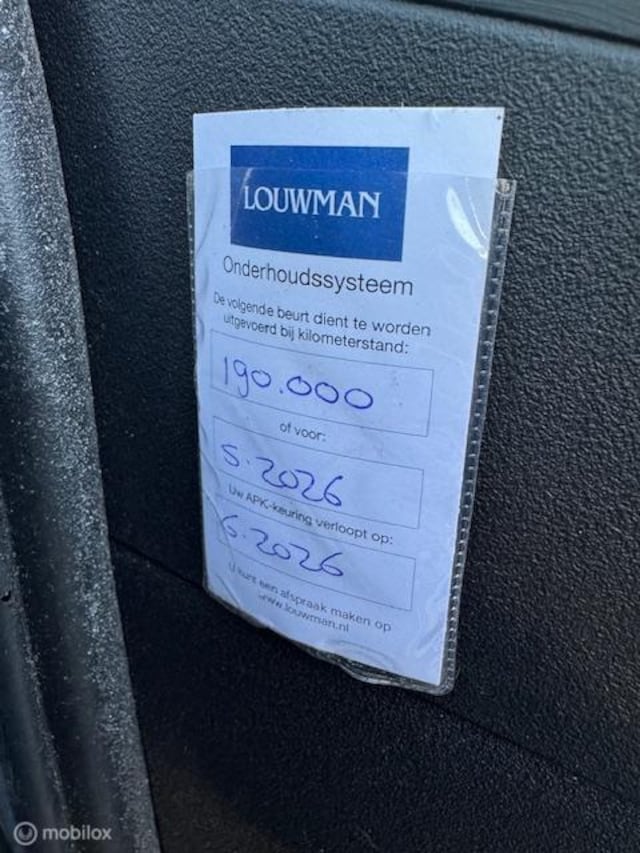 LOUWMAN
Onderhoudssysteem
De volgende beurt dient te worden
uitgevoerd bij kilometerstand:
190.000
of voor:
5.2026
Uw APK-keuring verloopt op:
6.2026
U kunt een afspraak maken op
www.louwman.nl
mobilox